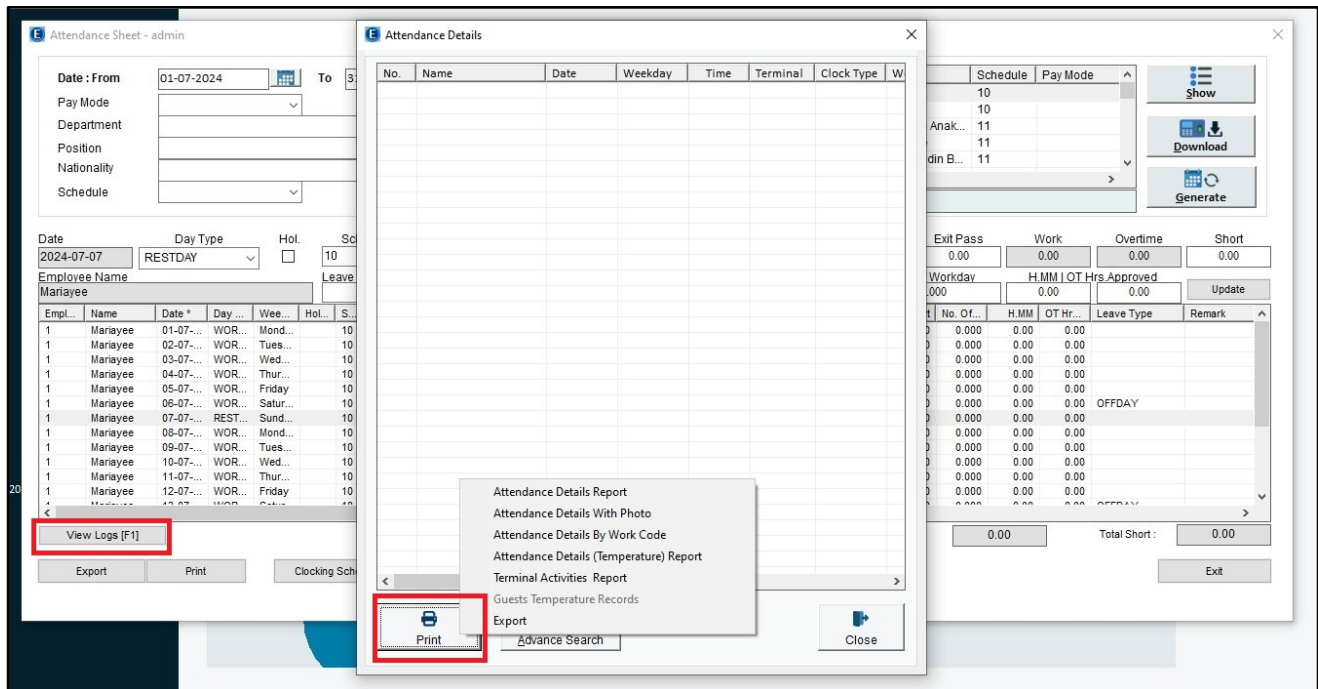 Attendance Sheet - admin
Date : From 01-07-2024 To 3
Pay Mode
Department
Position
Nationality
Schedule
Date Day Type Hol. Sc
2024-07-07 RESTDAY 10
Employee Name Leave
Mariayee
Empl... Name Date * Day ... Wee... Hol... S...
1 Mariayee 01-07-... WOR... Mond... 10
1 Mariayee 02-07-... WOR... Tues... 10
1 Mariayee 03-07-... WOR... Wed... 10
1 Mariayee 04-07-... WOR... Thur... 10
1 Mariayee 05-07-... WOR... Friday 10
1 Mariayee 06-07-... WOR... Satur... 10
1 Mariayee 07-07-... REST... Sund... 10
1 Mariayee 08-07-... WOR... Mond... 10
1 Mariayee 09-07-... WOR... Tues... 10
1 Mariayee 10-07-... WOR... Wed... 10
1 Mariayee 11-07-... WOR... Thur... 10
1 Mariayee 12-07-... WOR... Friday 10
20
View Logs [F1]
Export Print Clocking Sch
Attendance Details
No. Name Date Weekday Time Terminal Clock Type W
Attendance Details Report
Attendance Details With Photo
Attendance Details By Work Code
Attendance Details (Temperature) Report
Terminal Activities Report
Guests Temperature Records
Export
Print Advance Search Close
Schedule Pay Mode
10
10
Anak... 11
11
din B... 11
Show
Download
Generate
Exit Pass Work Overtime Short
0.00 0.00 0.00 0.00
Workday H.MM | OT Hrs.Approved
.000 0.00 0.00 Update
t No. Of... H.MM OT Hr... Leave Type Remark
0.000 0.00 0.00
0.000 0.00 0.00
0.000 0.00 0.00
0.000 0.00 0.00
0.000 0.00 0.00
0.000 0.00 0.00 OFFDAY
0.000 0.00 0.00
0.000 0.00 0.00
0.000 0.00 0.00
0.000 0.00 0.00
0.000 0.00 0.00
0.000 0.00 0.00
0.00 Total Short : 0.00
Exit